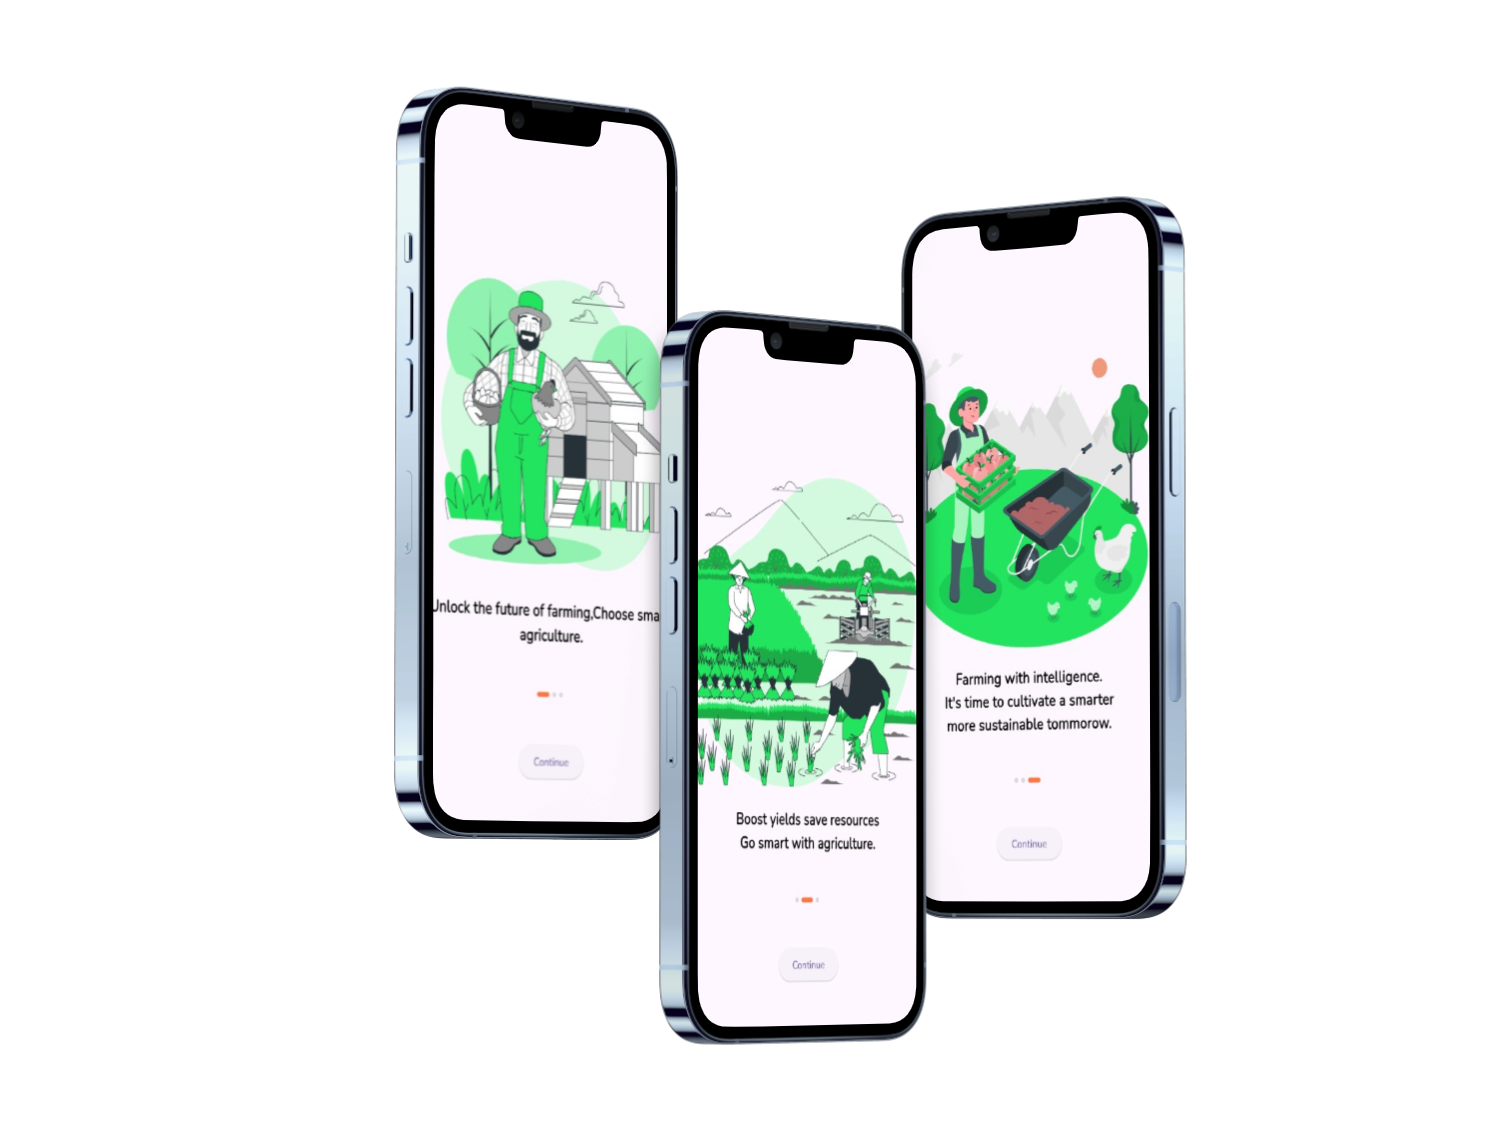 Unlock the future of farming,Choose sma
agriculture.
Continue
Boost yields save resources
Go smart with agriculture.
Continue
Farming with intelligence.
It's time to cultivate a smarter
more sustainable tommorow.
Continue